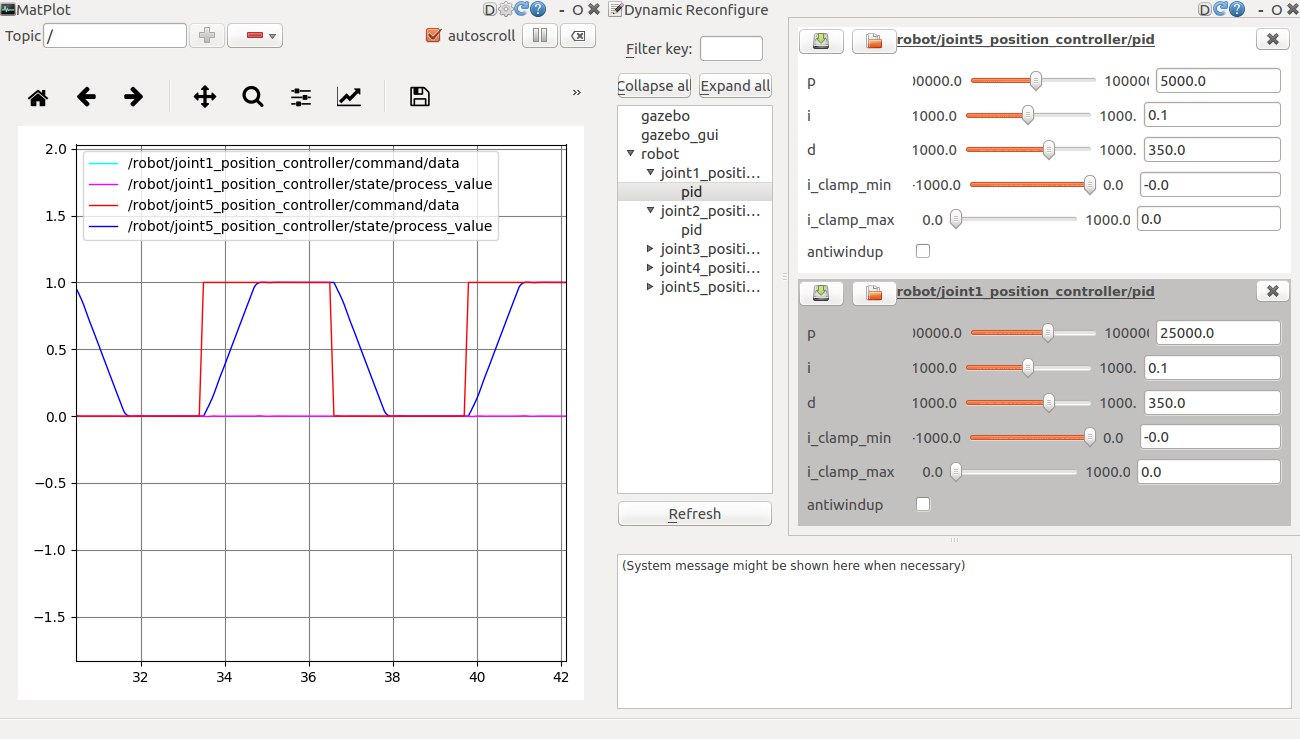 MatPlot
D ? - O
Topic /
autoscroll
»
2.0
1.5
1.0
0.5
0.0
−0.5
−1.0
−1.5
32 34 36 38 40 42
/robot/joint1_position_controller/command/data
/robot/joint1_position_controller/state/process_value
/robot/joint5_position_controller/command/data
/robot/joint5_position_controller/state/process_value
Dynamic Reconfigure
D ? - O
Filter key:
Collapse all Expand all
gazebo
gazebo_gui
robot
joint1_positi...
pid
joint2_positi...
pid
joint3_positi...
joint4_positi...
joint5_positi...
Refresh
robot/joint5_position_controller/pid
p 00000.0 100000 5000.0
i 1000.0 1000. 0.1
d 1000.0 1000. 350.0
i_clamp_min -1000.0 0.0 -0.0
i_clamp_max 0.0 1000.0 0.0
antiwindup
robot/joint1_position_controller/pid
p 00000.0 100000 25000.0
i 1000.0 1000. 0.1
d 1000.0 1000. 350.0
i_clamp_min -1000.0 0.0 -0.0
i_clamp_max 0.0 1000.0 0.0
antiwindup
(System message might be shown here when necessary)